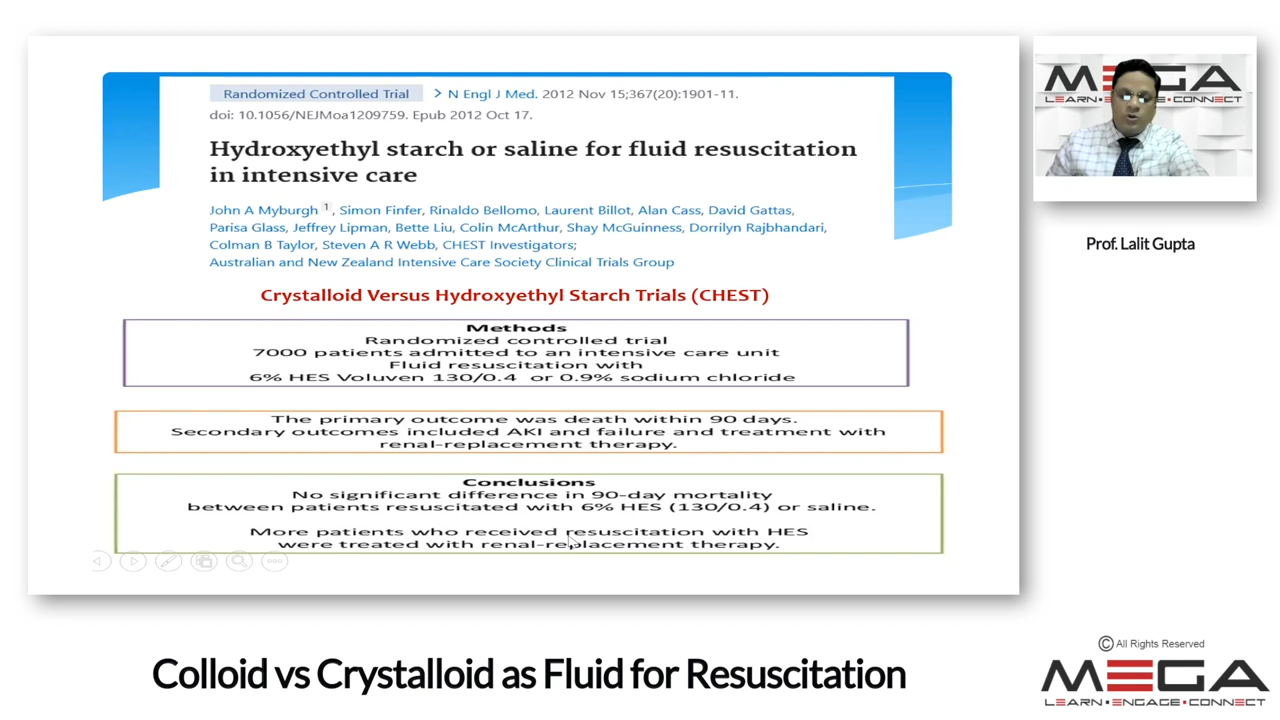 Randomized Controlled Trial > N Engl J Med. 2012 Nov 15;367(20):1901-11.
doi: 10.1056/NEJMoa1209759. Epub 2012 Oct 17.
Hydroxyethyl starch or saline for fluid resuscitation
in intensive care
John A Myburgh 1, Simon Finfer, Rinaldo Bellomo, Laurent Billot, Alan Cass, David Gattas,
Parisa Glass, Jeffrey Lipman, Bette Liu, Colin McArthur, Shay McGuinness, Dorrilyn Rajbhandari,
Colman B Taylor, Steven A R Webb, CHEST Investigators;
Australian and New Zealand Intensive Care Society Clinical Trials Group
Crystalloid Versus Hydroxyethyl Starch Trials (CHEST)
Methods
Randomized controlled trial
7000 patients admitted to an intensive care unit
Fluid resuscitation with
6% HES Voluven 130/0.4 or 0.9% sodium chloride
The primary outcome was death within 90 days.
Secondary outcomes included AKI and failure and treatment with
renal-replacement therapy.
Conclusions
No significant difference in 90-day mortality
between patients resuscitated with 6% HES (130/0.4) or saline.
More patients who received resuscitation with HES
were treated with renal-replacement therapy.
MEGA
LEARN ENGAGE CONNECT
Prof. Lalit Gupta
Colloid vs Crystalloid as Fluid for Resuscitation
© All Rights Reserved
MEGA
LEARN ENGAGE CONNECT